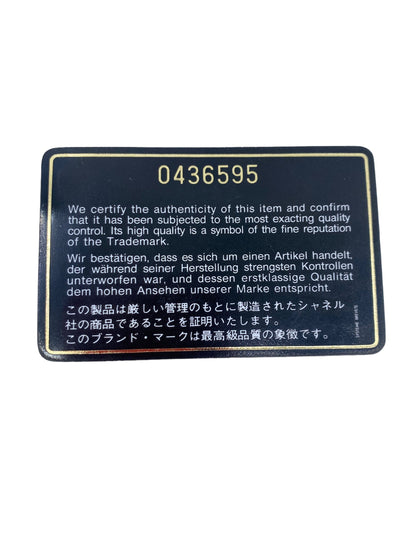 0436595
We certify the authenticity of this item and confirm
that it has been subjected to the most exacting quality
control. Its high quality is a symbol of the fine reputation
of the Trademark.
Wir bestätigen, dass es sich um einen Artikel handelt,
der während seiner Herstellung strengsten Kontrollen
unterworfen war, und dessen erstklassige Qualität
dem hohen Ansehen unserer Marke entspricht.
この製品は厳しい管理のもとに製造されたシャネル
社の商品であることを証明いたします。
このブランド・マークは最高級品質の象徴です。